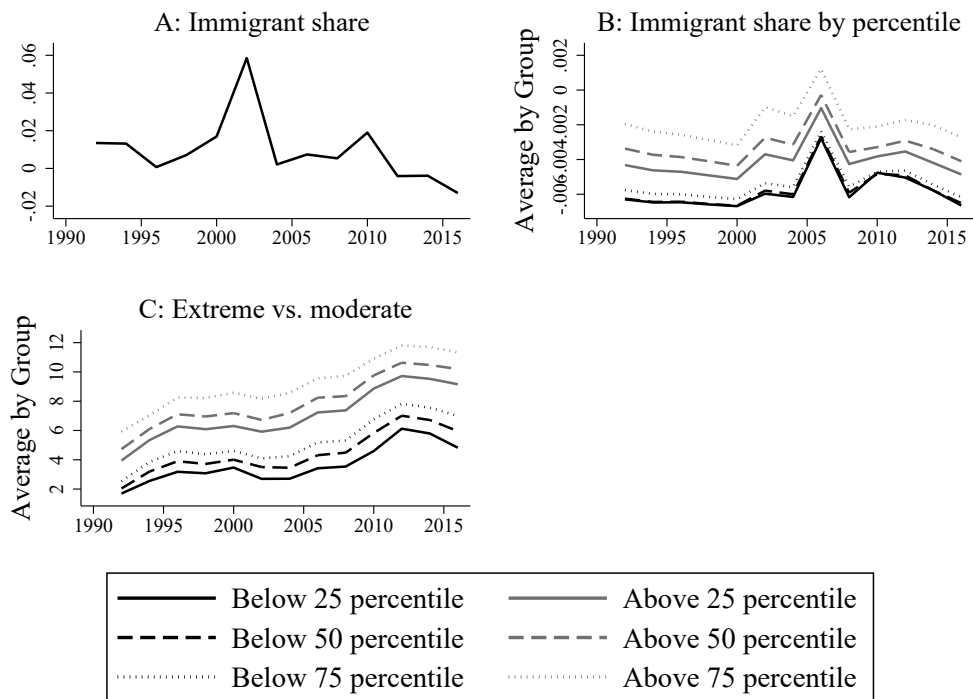 A: Immigrant share
.06
.04
.02
0
-.02
1990 1995 2000 2005 2010 2015
B: Immigrant share by percentile
Average by Group
.002
0
-.002
-.004
-.006
1990 1995 2000 2005 2010 2015
C: Extreme vs. moderate
Average by Group
12
10
8
6
4
2
1990 1995 2000 2005 2010 2015
Below 25 percentile Above 25 percentile
Below 50 percentile Above 50 percentile
Below 75 percentile Above 75 percentile